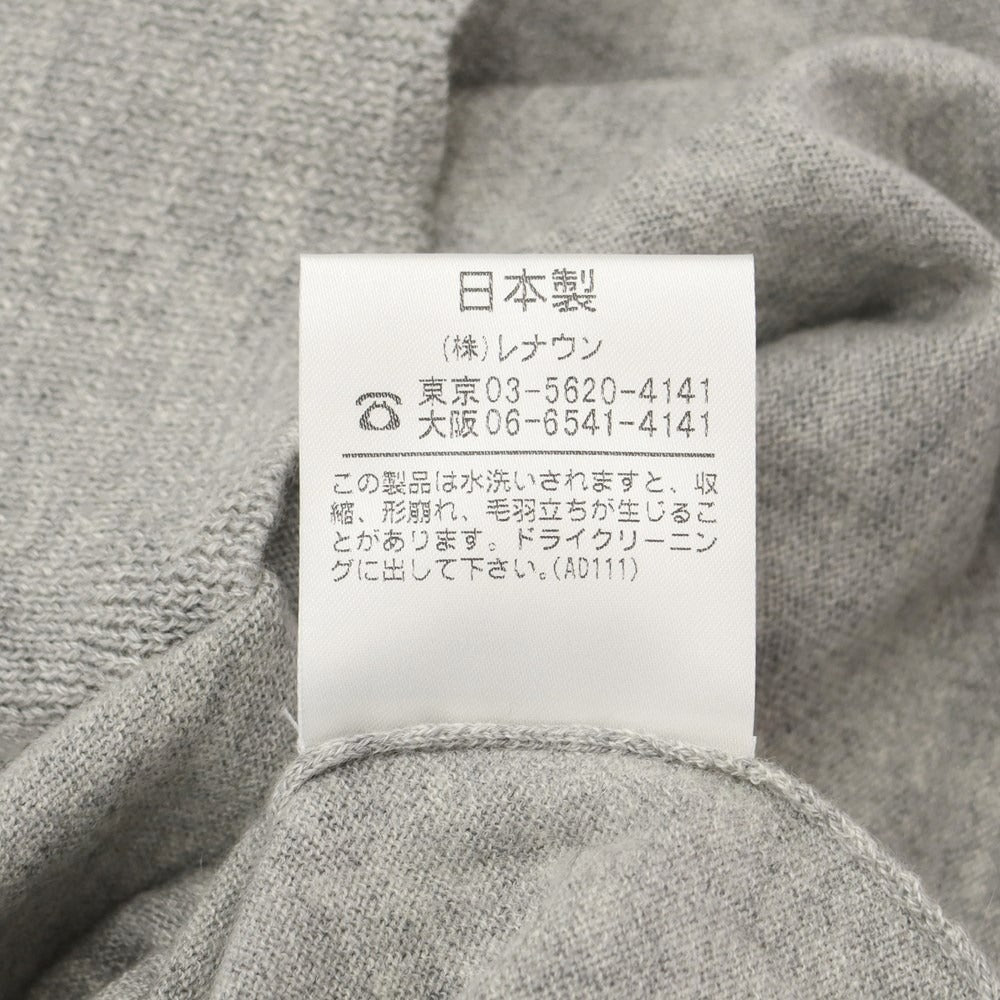 日本製
(株)レナウン
☎ 東京03-5620-4141
大阪06-6541-4141
この製品は水洗いされますと、収
縮、形崩れ、毛羽立ちが生じるこ
とがあります。ドライクリーニン
グに出して下さい。(AD111)